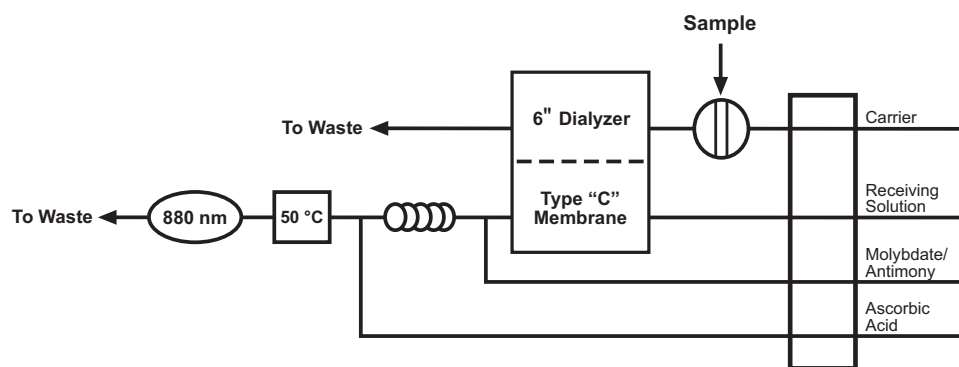 Sample
6" Dialyzer
To Waste
Carrier
Type “C”
Membrane
Receiving
Solution
To Waste
880 nm
50 °C
Molybdate/
Antimony
Ascorbic
Acid